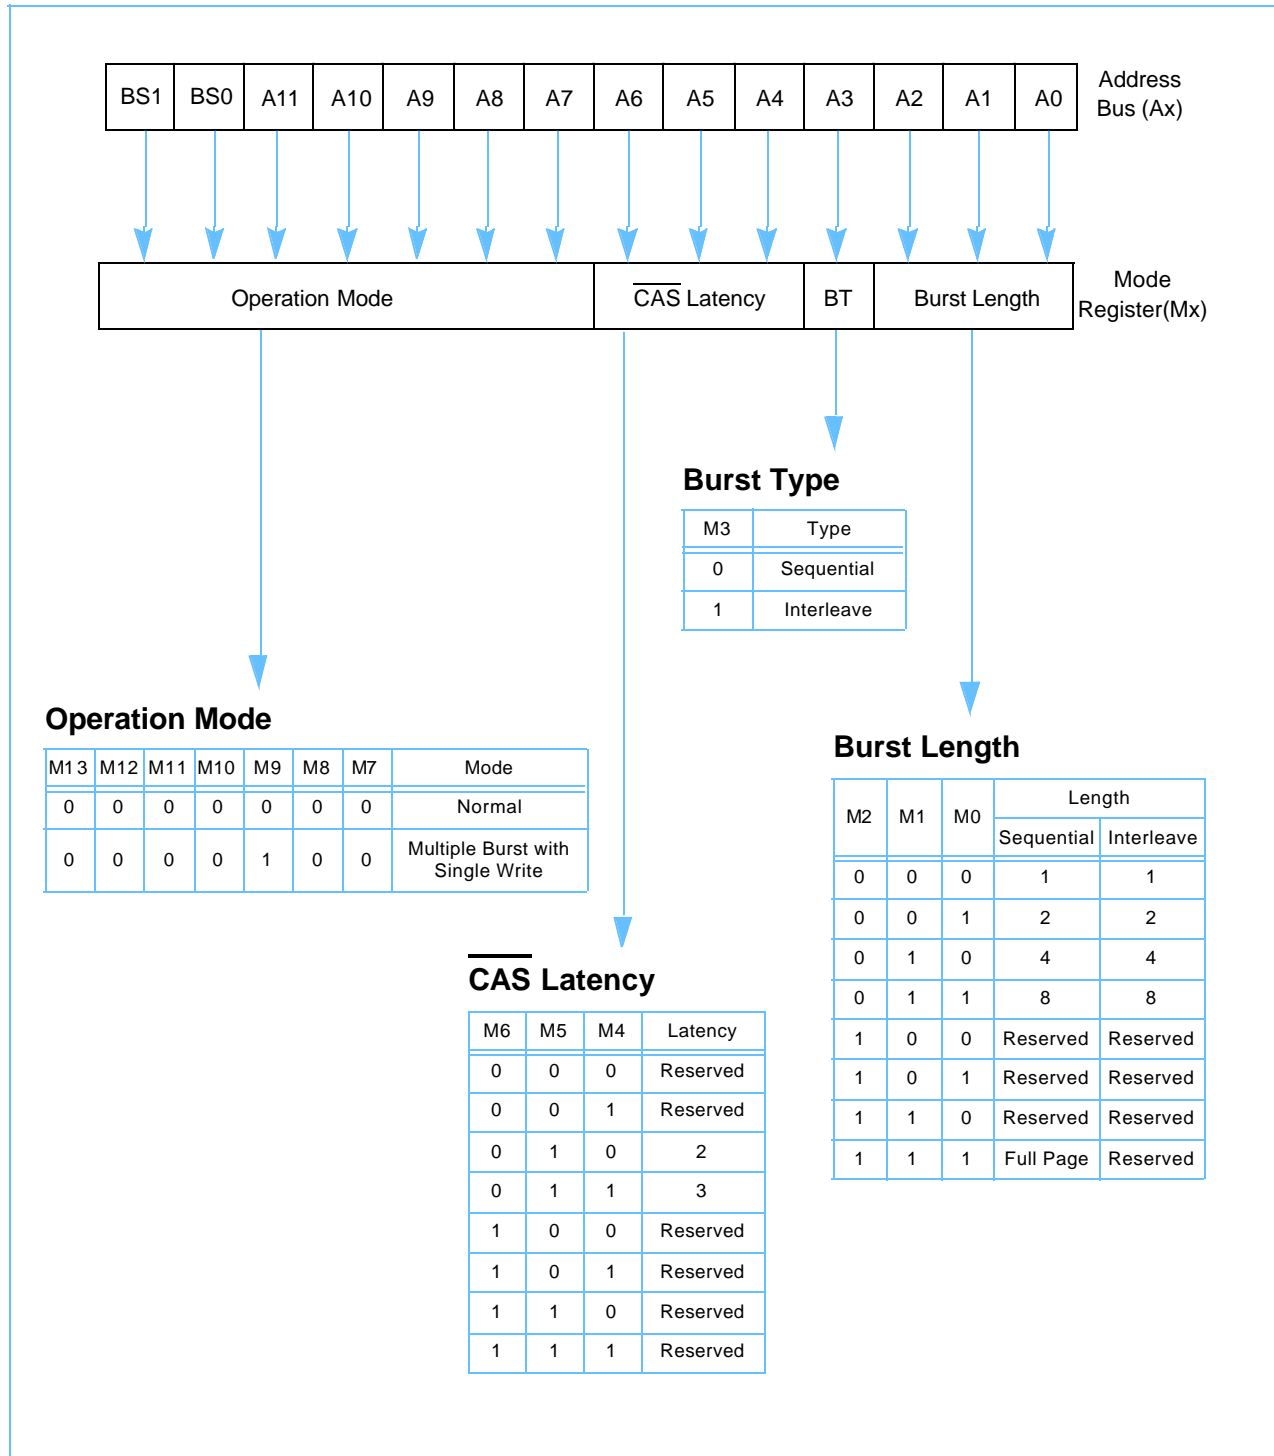 BS1 BS0 A11 A10 A9 A8 A7 A6 A5 A4 A3 A2 A1 A0
Address
Bus (Ax)
Operation Mode CAS Latency BT Burst Length
Mode
Register(Mx)
Burst Type
M3 Type
0 Sequential
1 Interleave
Operation Mode
M13 M12 M11 M10 M9 M8 M7 Mode
0 0 0 0 0 0 0 Normal
0 0 0 0 1 0 0 Multiple Burst with
Single Write
Burst Length
M2 M1 M0 Length
Sequential Interleave
0 0 0 1 1
0 0 1 2 2
0 1 0 4 4
0 1 1 8 8
1 0 0 Reserved Reserved
1 0 1 Reserved Reserved
1 1 0 Reserved Reserved
1 1 1 Full Page Reserved
CAS Latency
M6 M5 M4 Latency
0 0 0 Reserved
0 0 1 Reserved
0 1 0 2
0 1 1 3
1 0 0 Reserved
1 0 1 Reserved
1 1 0 Reserved
1 1 1 Reserved